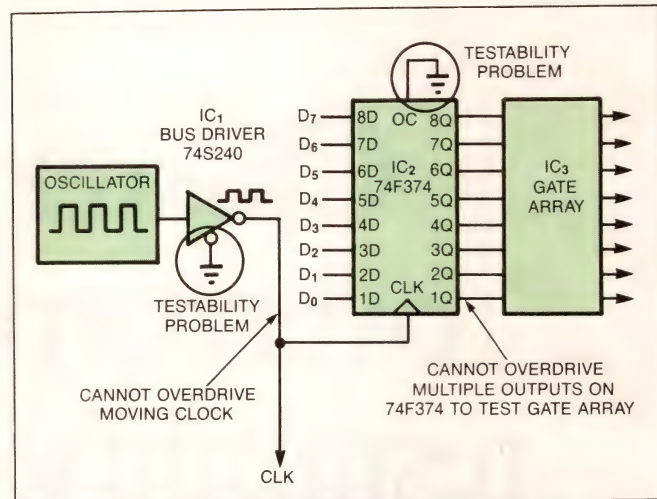 TESTABILITY
PROBLEM
IC₁
BUS DRIVER
74S240
OSCILLATOR
TESTABILITY
PROBLEM
CANNOT OVERDRIVE
MOVING CLOCK
CLK
D₇ 8D OC 8Q
D₆ 7D 7Q
D₅ 6D IC₂ 6Q
D₄ 5D 74F374 5Q
D₃ 4D 4Q
D₂ 3D 3Q
D₁ 2D CLK 2Q
D₀ 1D 1Q
IC₃
GATE
ARRAY
CANNOT OVERDRIVE
MULTIPLE OUTPUTS ON
74F374 TO TEST GATE ARRAY